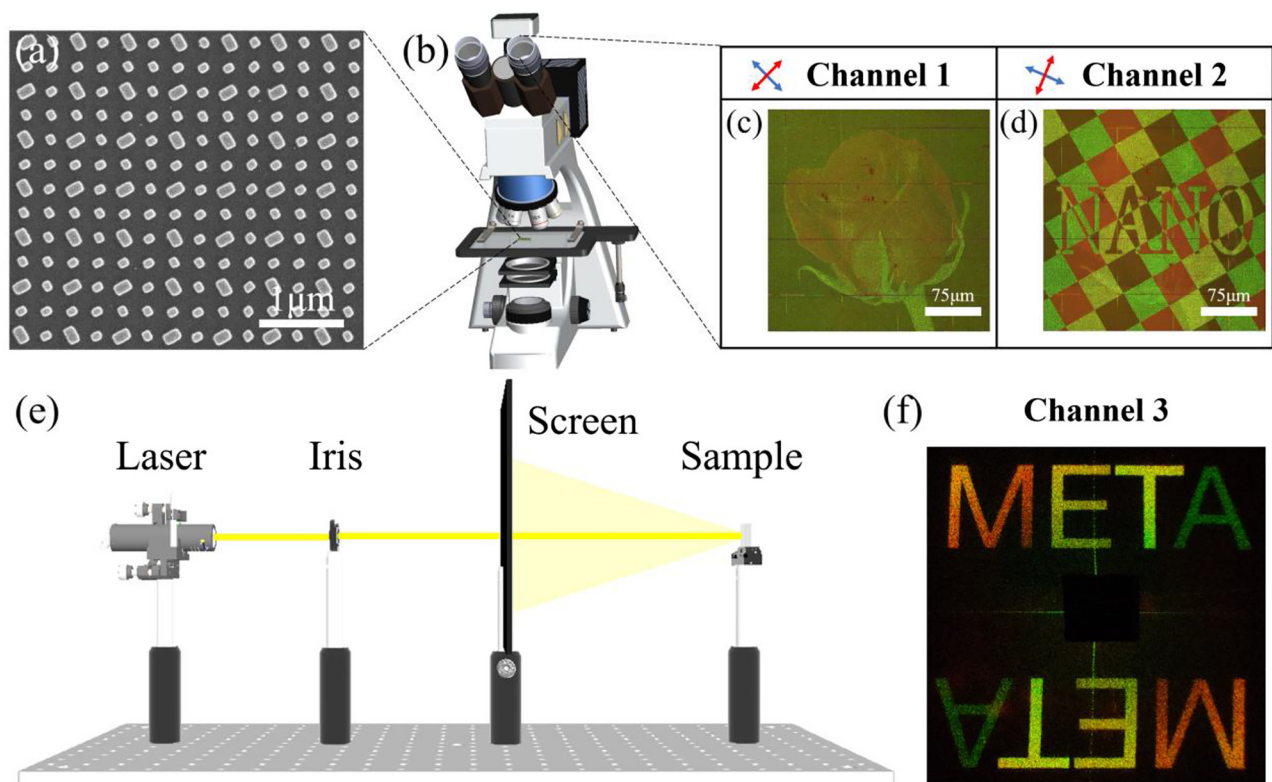 (a)
1μm
(b)
Channel 1
Channel 2
(c)
75μm
(d)
NANO
75μm
(e)
Laser
Iris
Screen
Sample
(f)
Channel 3
META
META